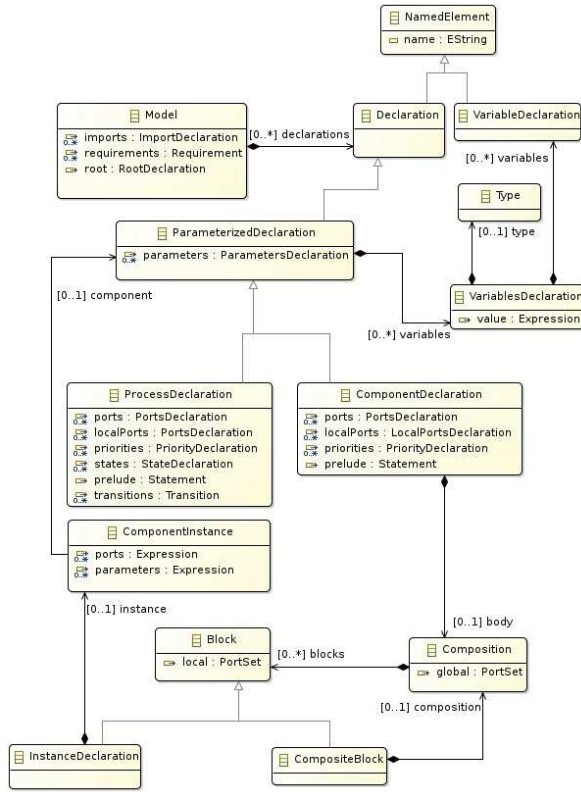 NamedElement
name : EString
Model
imports : ImportDeclaration
requirements : Requirement
root : RootDeclaration
[0..*] declarations
Declaration
VariableDeclaration
[0..*] variables
Type
[0..1] type
ParameterizedDeclaration
parameters : ParametersDeclaration
[0..1] component
VariablesDeclaration
value : Expression
[0..*] variables
ProcessDeclaration
ports : PortsDeclaration
localPorts : PortsDeclaration
priorities : PriorityDeclaration
states : StateDeclaration
prelude : Statement
transitions : Transition
ComponentDeclaration
ports : PortsDeclaration
localPorts : LocalPortsDeclaration
priorities : PriorityDeclaration
prelude : Statement
ComponentInstance
ports : Expression
parameters : Expression
[0..1] instance
[0..1] body
Block
local : PortSet
[0..*] blocks
Composition
global : PortSet
[0..1] composition
InstanceDeclaration
CompositeBlock